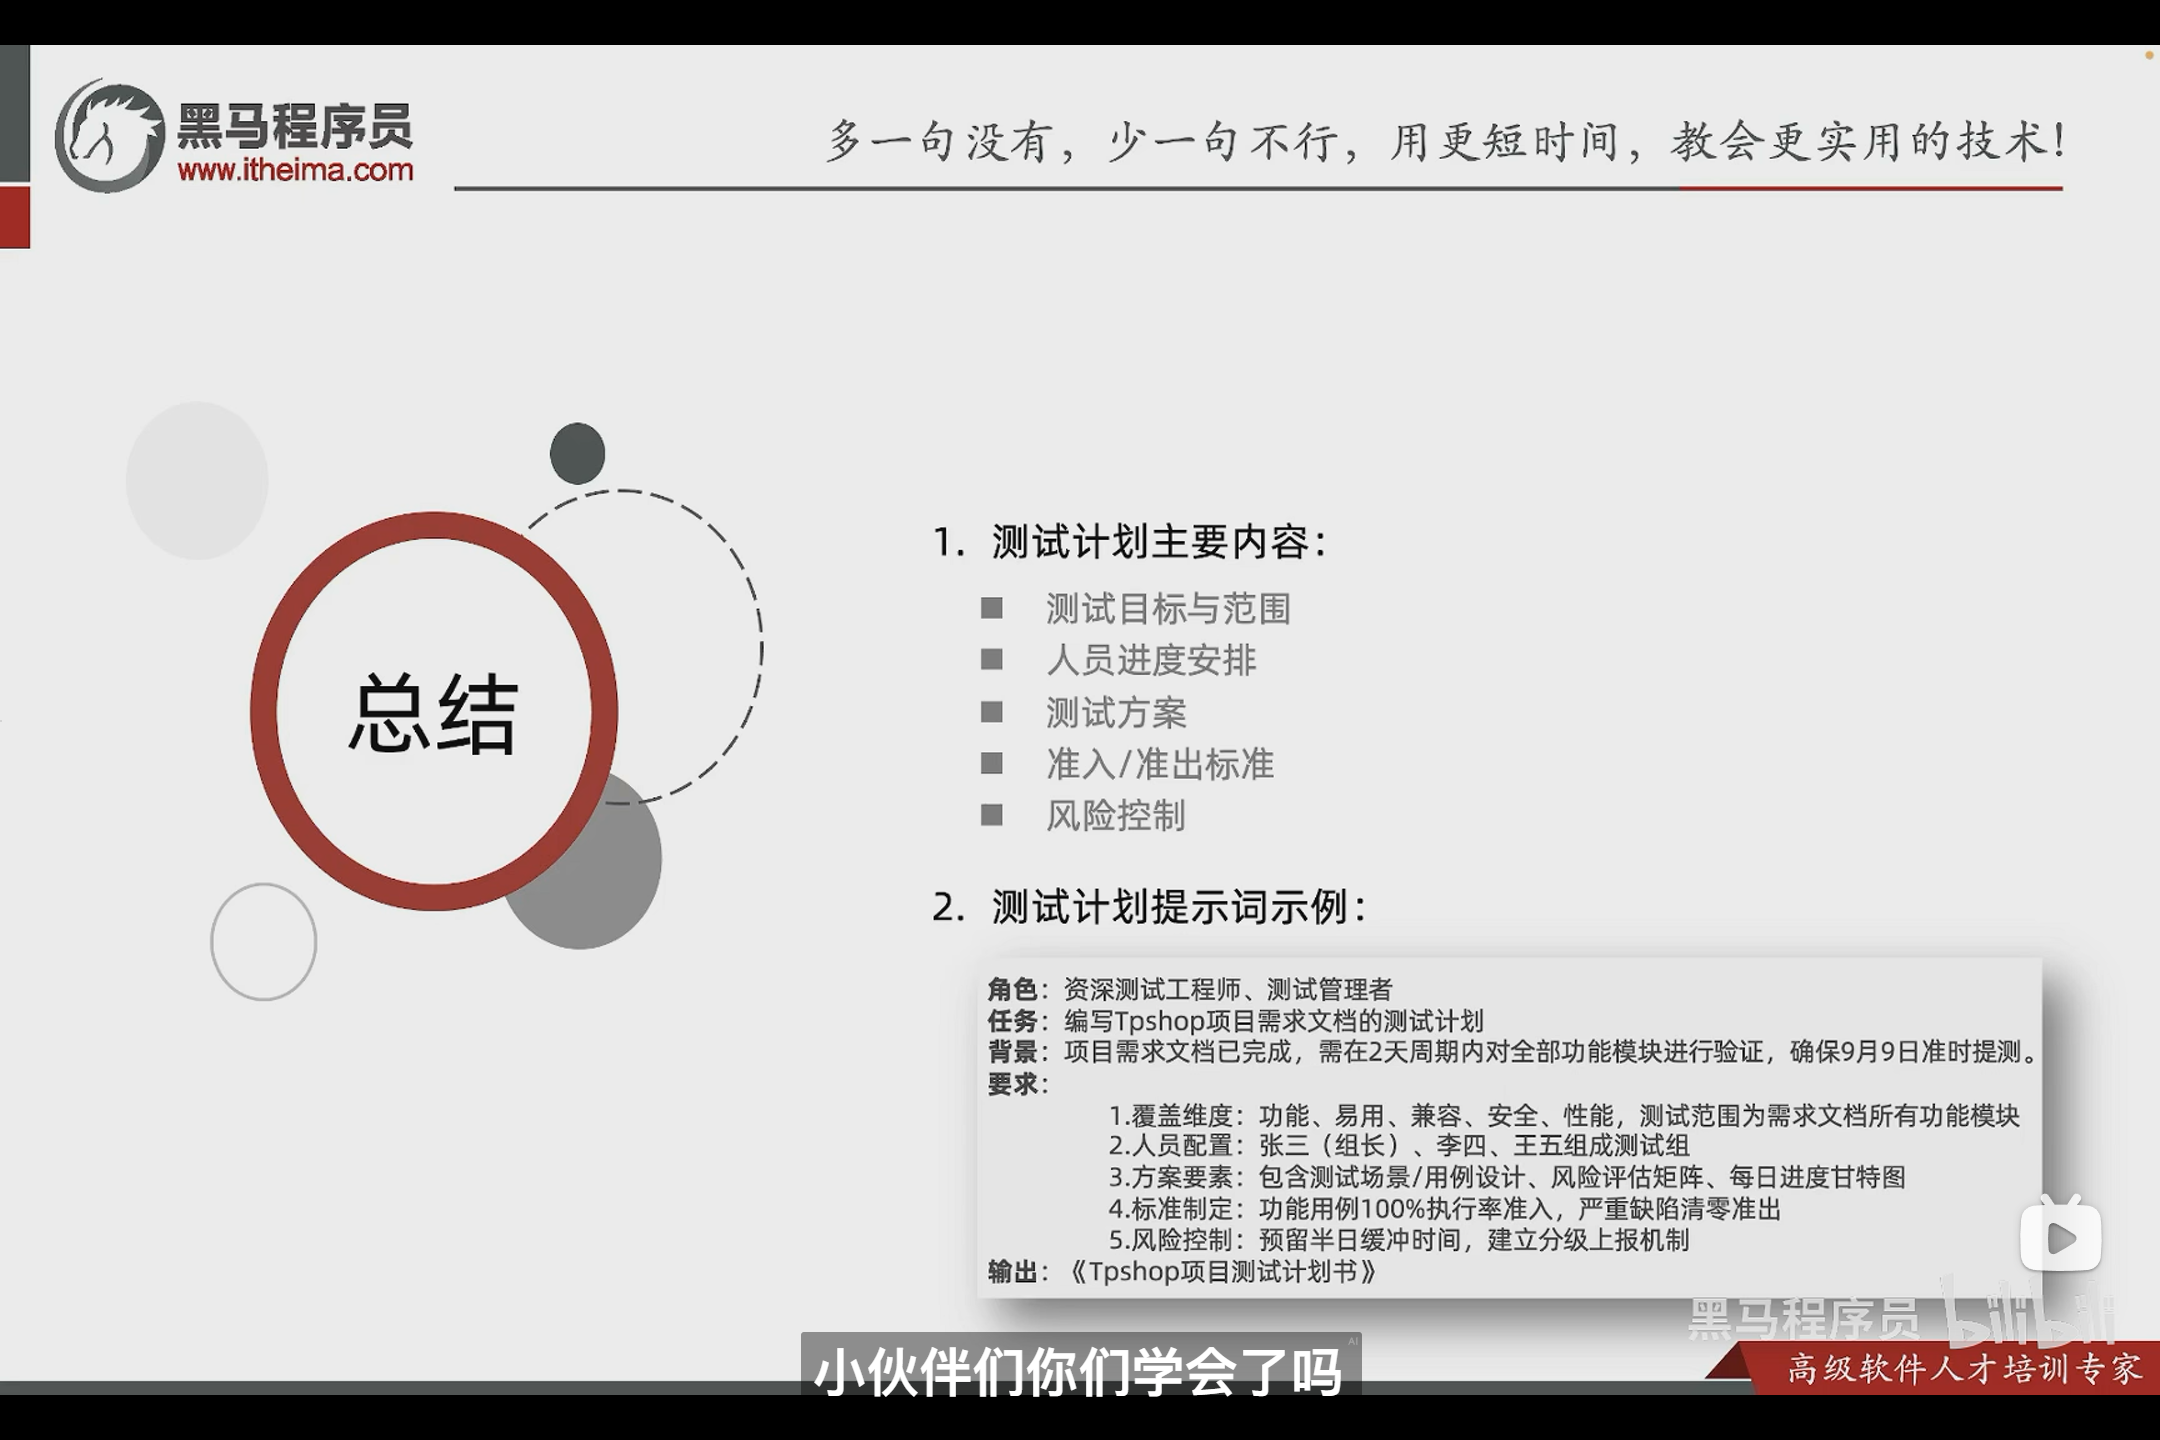 黑马程序员
www.itheima.com
多一句没有，少一句不行，用更短时间，教会更实用的技术！
总结
1. 测试计划主要内容：
■ 测试目标与范围
■ 人员进度安排
■ 测试方案
■ 准入/准出标准
■ 风险控制
2. 测试计划提示词示例：
角色：资深测试工程师、测试管理者
任务：编写Tpshop项目需求文档的测试计划
背景：项目需求文档已完成，需在2天周期内对全部功能模块进行验证，确保9月9日准时提测。
要求：
1.覆盖维度：功能、易用、兼容、安全、性能，测试范围为需求文档所有功能模块
2.人员配置：张三（组长）、李四、王五组成测试组
3.方案要素：包含测试场景/用例设计、风险评估矩阵、每日进度甘特图
4.标准制定：功能用例100%执行率准入，严重缺陷清零准出
5.风险控制：预留半日缓冲时间，建立分级上报机制
输出：《Tpshop项目测试计划书》
黑马程序员 bilibili
AI
小伙伴们你们学会了吗
高级软件人才培训专家